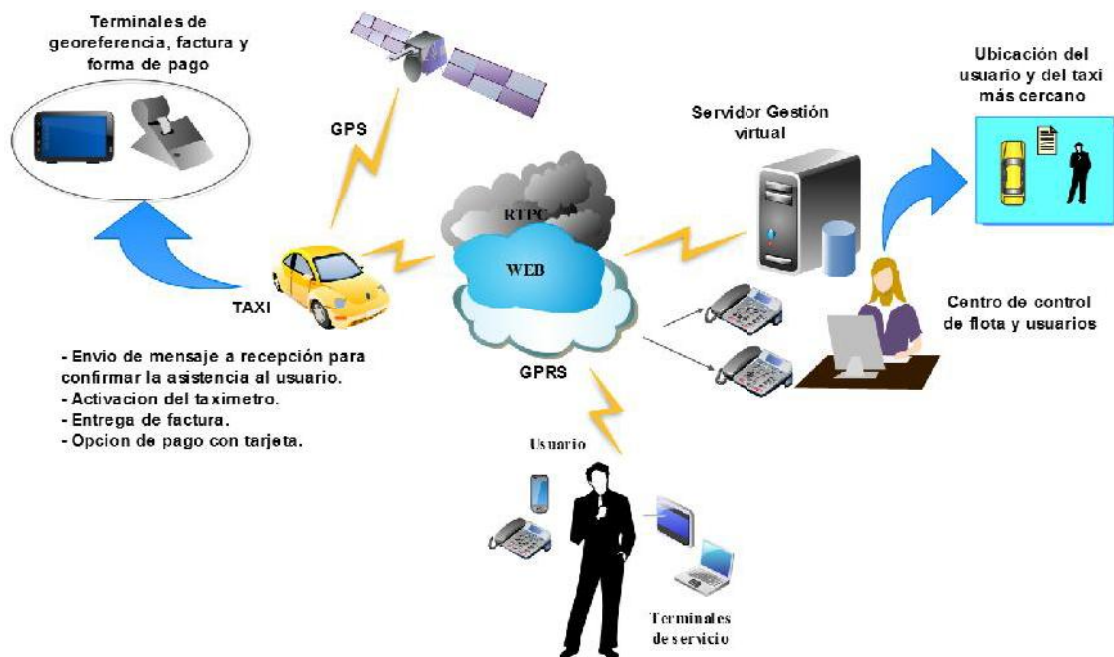 Terminales de
georeferencia, factura y
forma de pago
GPS
Servidor Gestión
virtual
Ubicación del
usuario y del taxi
más cercano
RTPC
WEB
GPRS
TAXI
- Envio de mensaje a recepción para
confirmar la asistencia al usuario.
- Activacion del taxímetro.
- Entrega de factura.
- Opcion de pago con tarjeta.
Centro de control
de flota y usuarios
Usuario
Terminales
de servicio